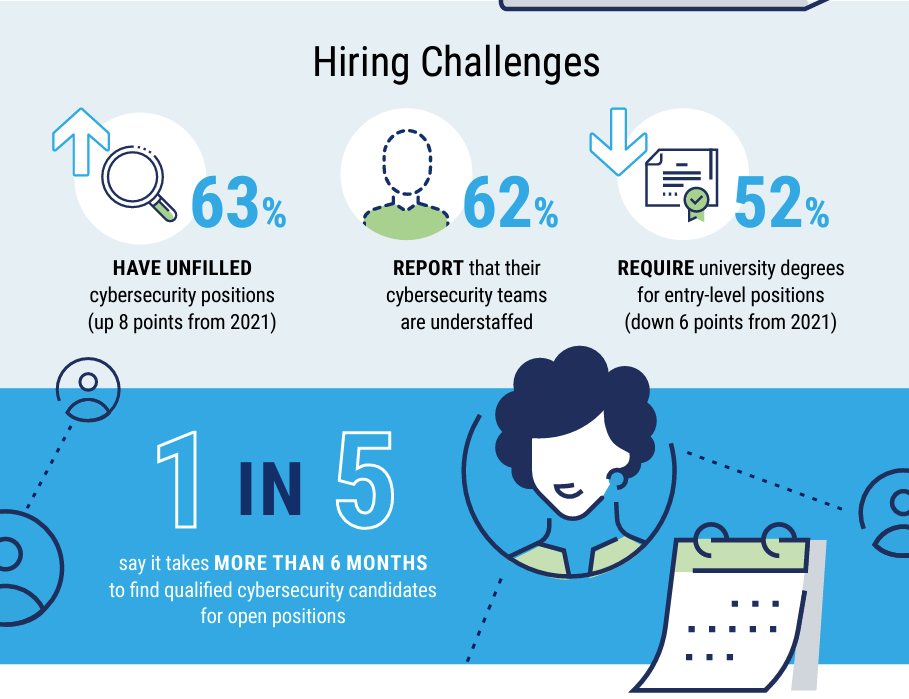 Hiring Challenges
63%
HAVE UNFILLED
cybersecurity positions
(up 8 points from 2021)
62%
REPORT that their
cybersecurity teams
are understaffed
52%
REQUIRE university degrees
for entry-level positions
(down 6 points from 2021)
1 IN 5
say it takes MORE THAN 6 MONTHS
to find qualified cybersecurity candidates
for open positions